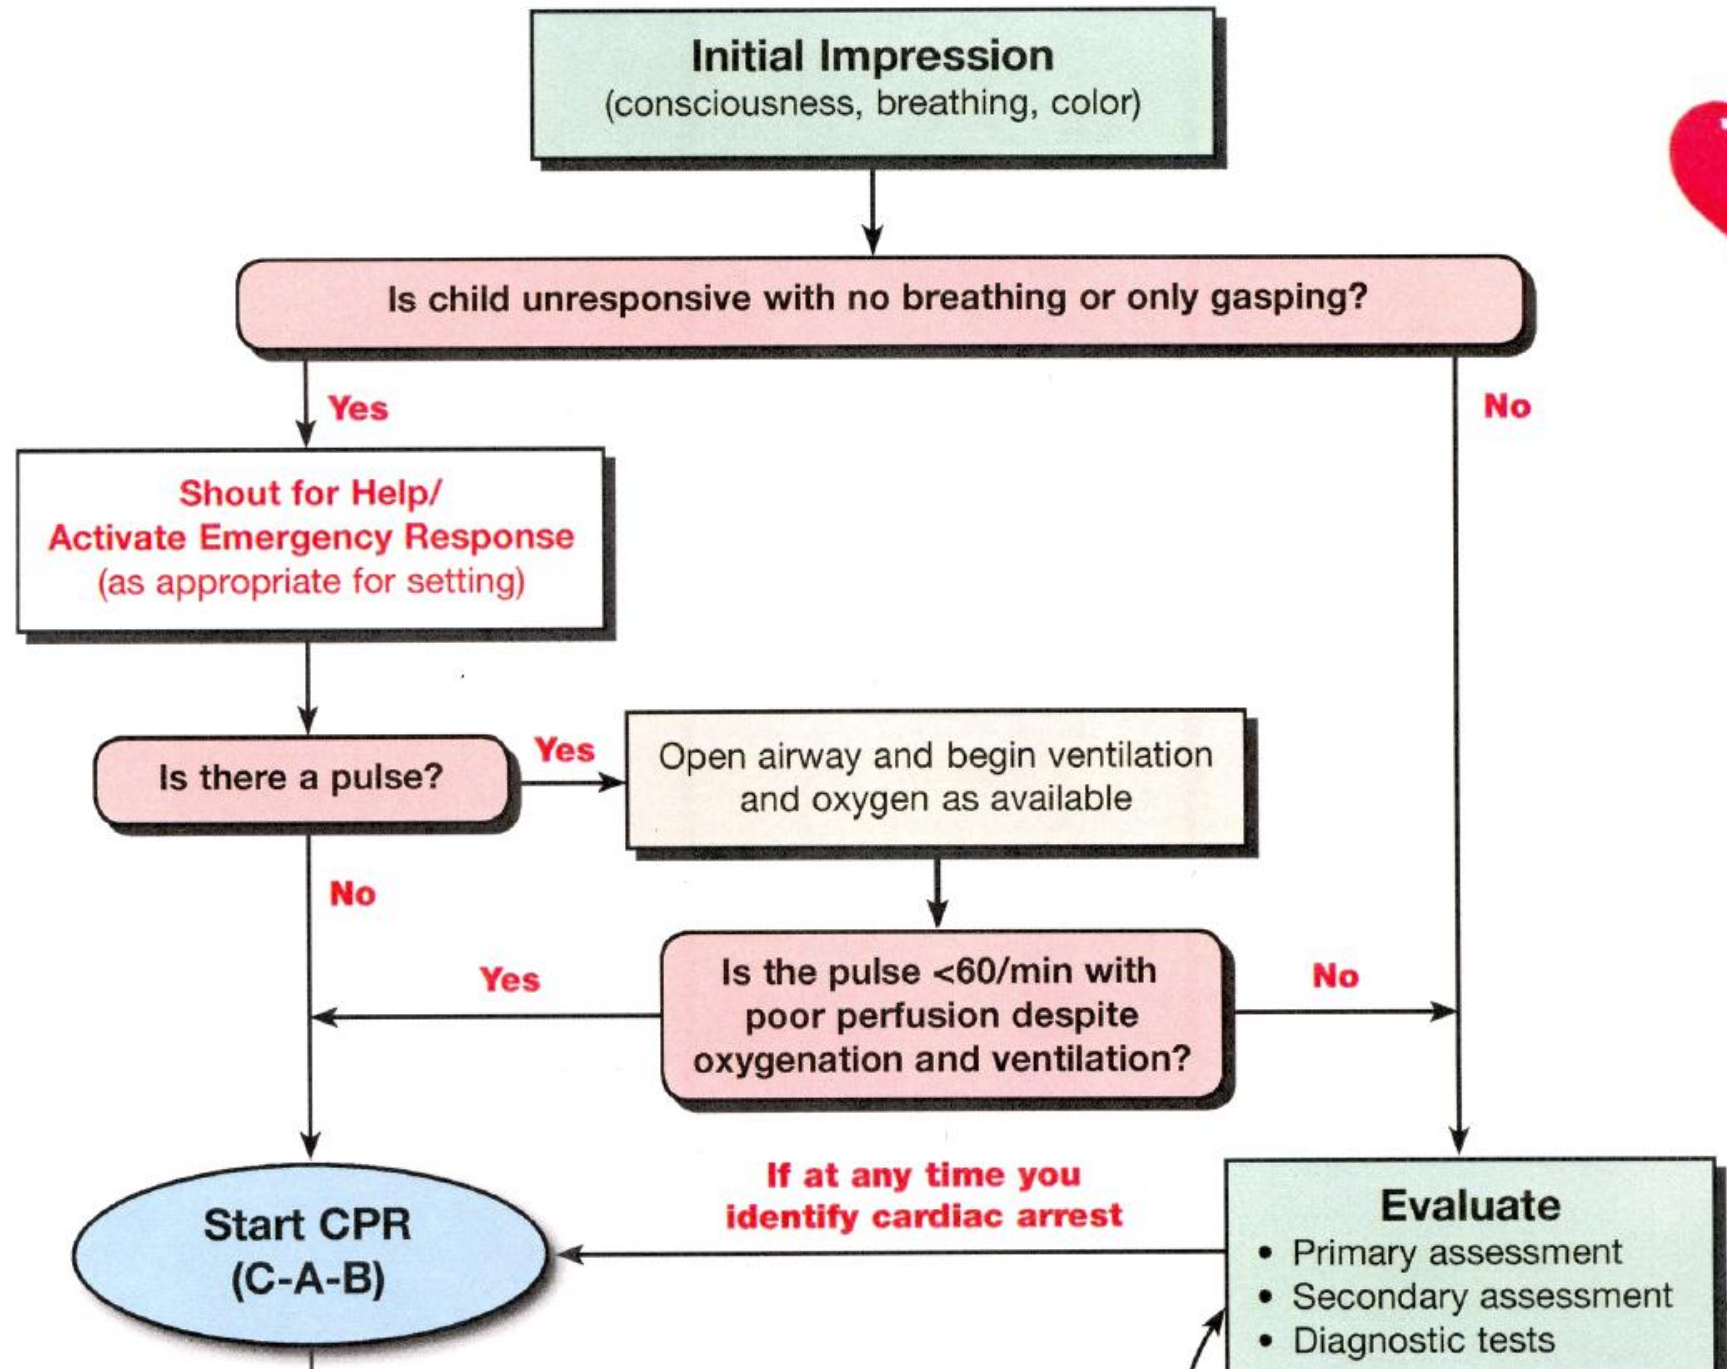 Initial Impression
(consciousness, breathing, color)
Is child unresponsive with no breathing or only gasping?
Yes
No
Shout for Help/
Activate Emergency Response
(as appropriate for setting)
Is there a pulse?
Yes
Open airway and begin ventilation
and oxygen as available
No
Yes
Is the pulse <60/min with
poor perfusion despite
oxygenation and ventilation?
No
If at any time you
identify cardiac arrest
Start CPR
(C-A-B)
Evaluate
• Primary assessment
• Secondary assessment
• Diagnostic tests